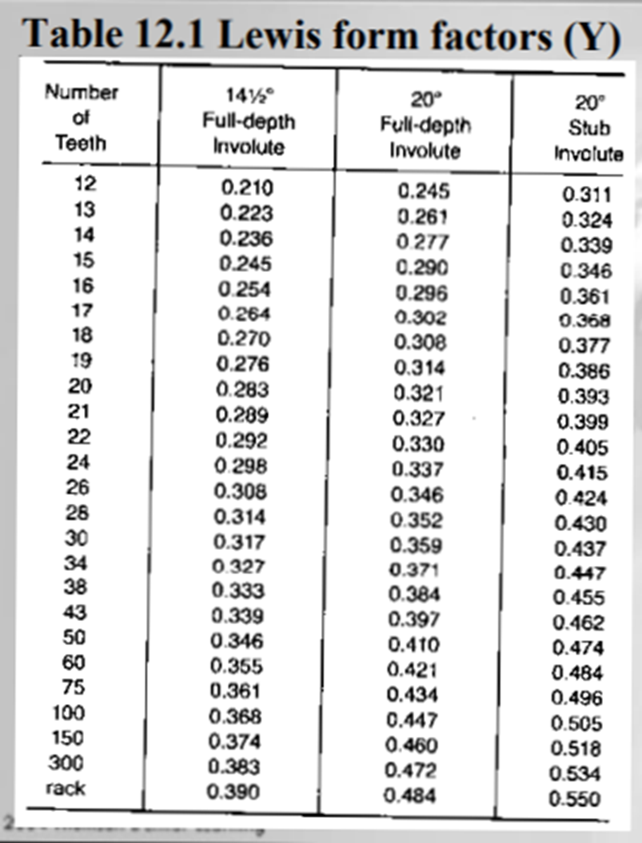 Table 12.1 Lewis form factors (Y)
Number of Teeth 14½° Full-depth Involute 20° Full-depth Involute 20° Stub Involute
12 0.210 0.245 0.311
13 0.223 0.261 0.324
14 0.236 0.277 0.339
15 0.245 0.290 0.346
16 0.254 0.296 0.361
17 0.264 0.302 0.368
18 0.270 0.308 0.377
19 0.276 0.314 0.386
20 0.283 0.321 0.393
21 0.289 0.327 0.399
22 0.292 0.330 0.405
24 0.298 0.337 0.415
26 0.308 0.346 0.424
28 0.314 0.352 0.430
30 0.317 0.359 0.437
34 0.327 0.371 0.447
38 0.333 0.384 0.455
43 0.339 0.397 0.462
50 0.346 0.410 0.474
60 0.355 0.421 0.484
75 0.361 0.434 0.496
100 0.368 0.447 0.505
150 0.374 0.460 0.518
300 0.383 0.472 0.534
rack 0.390 0.484 0.550